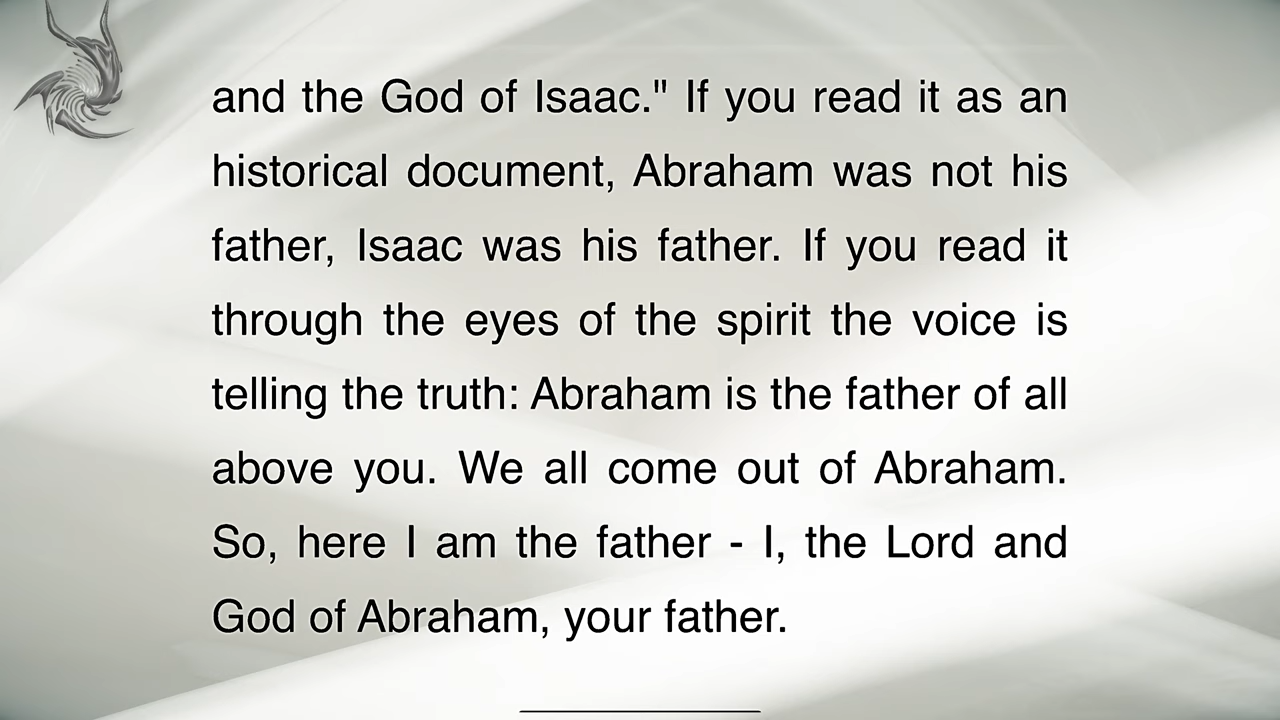 and the God of Isaac." If you read it as an
historical document, Abraham was not his
father, Isaac was his father. If you read it
through the eyes of the spirit the voice is
telling the truth: Abraham is the father of all
above you. We all come out of Abraham.
So, here I am the father - I, the Lord and
God of Abraham, your father.